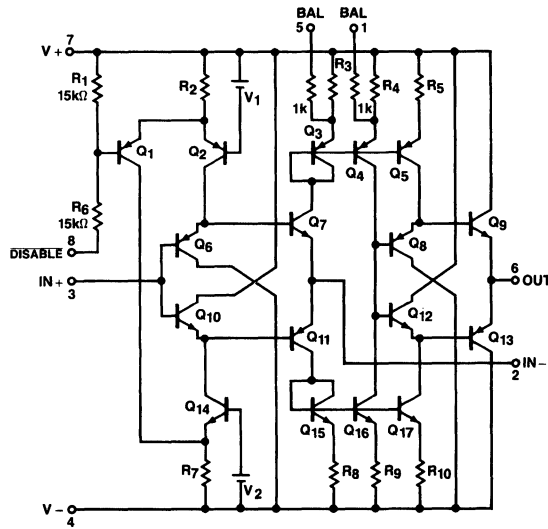 BAL BAL
5 1
7
V +
R1
15kΩ
R2
V1
R3
R4
R5
1k
1k
Q1
Q2
Q3
Q4
Q5
R6
15kΩ
8
DISABLE
Q6
Q7
Q8
Q9
6
OUT
IN+
3
Q10
Q11
Q12
Q13
IN−
2
Q14
Q15
Q16
Q17
R7
V2
R8
R9
R10
V −
4